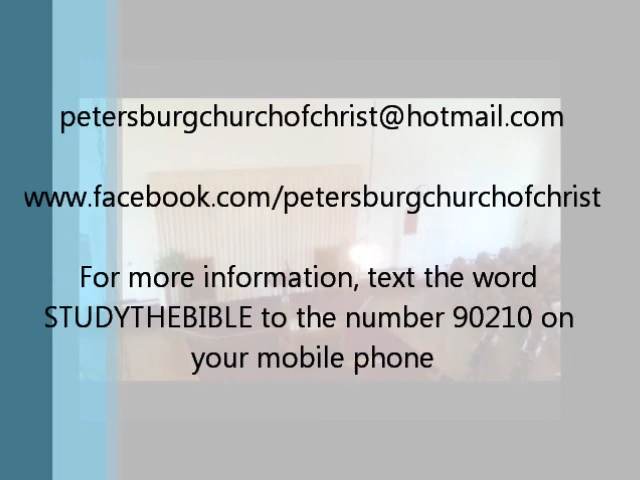 petersburgchurchofchrist@hotmail.com
www.facebook.com/petersburgchurchofchrist
For more information, text the word
STUDYTHEBIBLE to the number 90210 on
your mobile phone